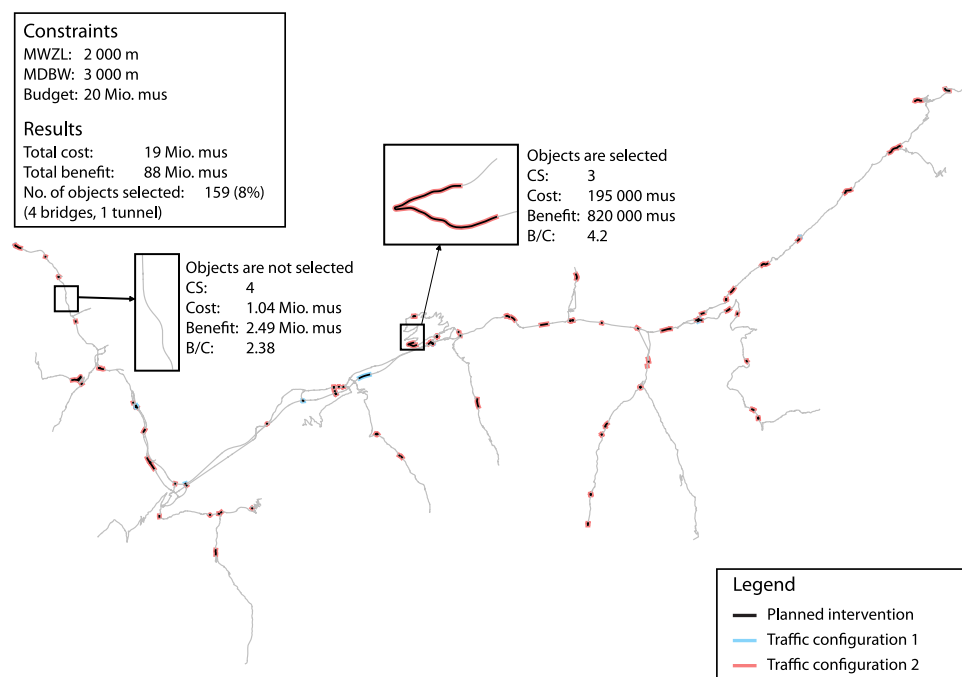 Constraints
MWZL: 2 000 m
MDBW: 3 000 m
Budget: 20 Mio. mus
Results
Total cost: 19 Mio. mus
Total benefit: 88 Mio. mus
No. of objects selected: 159 (8%)
(4 bridges, 1 tunnel)
Objects are selected
CS: 3
Cost: 195 000 mus
Benefit: 820 000 mus
B/C: 4.2
Objects are not selected
CS: 4
Cost: 1.04 Mio. mus
Benefit: 2.49 Mio. mus
B/C: 2.38
Legend
Planned intervention
Traffic configuration 1
Traffic configuration 2